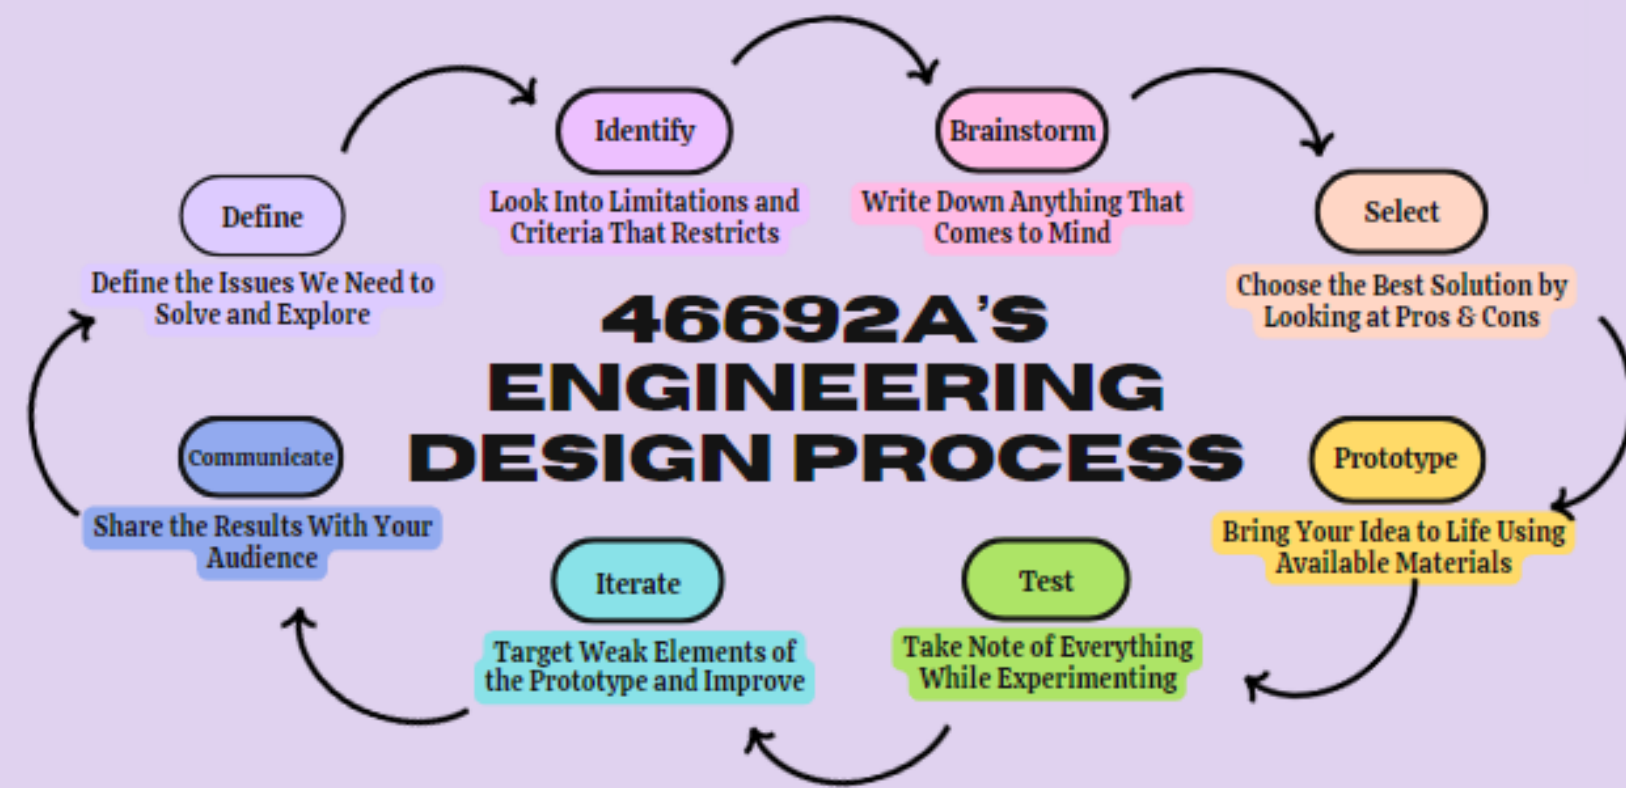 Define
Define the Issues We Need to
Solve and Explore
Identify
Look Into Limitations and
Criteria That Restricts
Brainstorm
Write Down Anything That
Comes to Mind
Select
Choose the Best Solution by
Looking at Pros & Cons
46692A'S
ENGINEERING
DESIGN PROCESS
Prototype
Bring Your Idea to Life Using
Available Materials
Test
Take Note of Everything
While Experimenting
Iterate
Target Weak Elements of
the Prototype and Improve
Communicate
Share the Results With Your
Audience